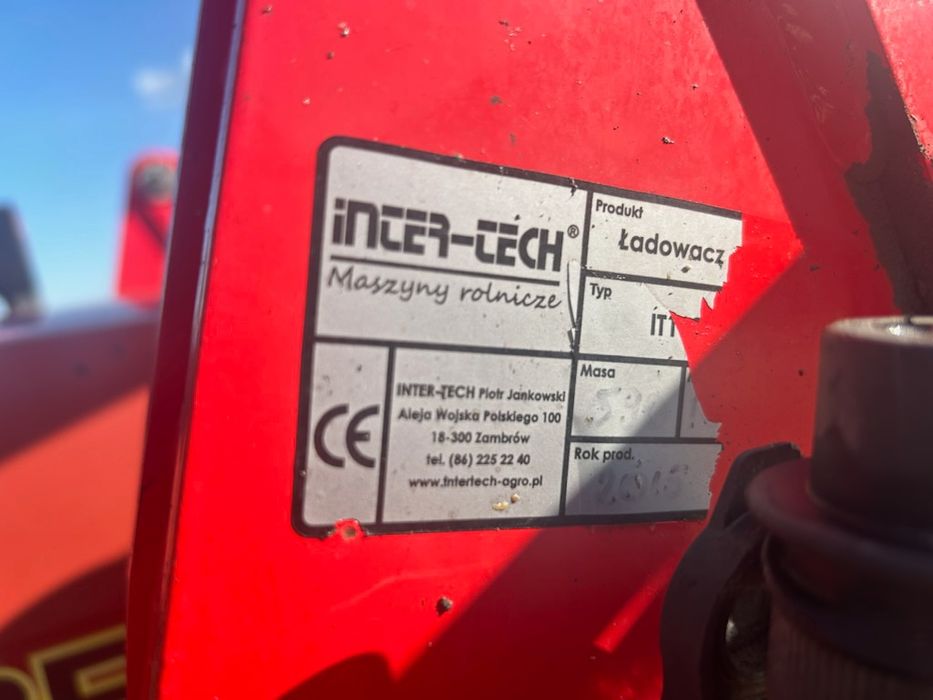 iNTER-TECH®
Maszyny rolnicze
Produkt
Ładowacz
Typ
IT1
CE
INTER-TECH Piotr Jankowski
Aleja Wojska Polskiego 100
18-300 Zambrów
tel. (86) 225 22 40
www.intertech-agro.pl
Masa
Rok prod.